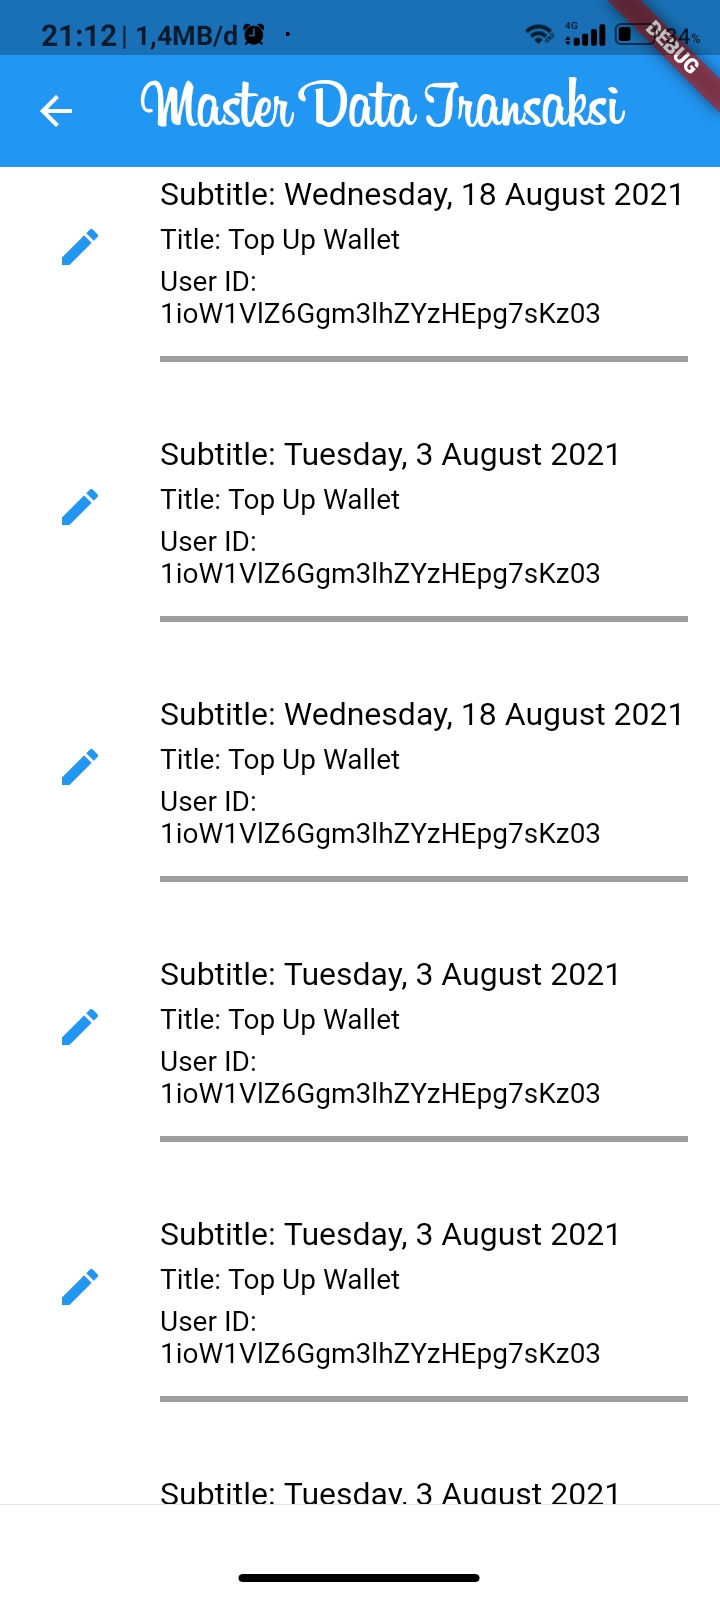 21:12 | 1,4MB/d
4G
34%
DEBUG
Master Data Transaksi
Subtitle: Wednesday, 18 August 2021
Title: Top Up Wallet
User ID:
1ioW1VlZ6Ggm3lhZYzHEpg7sKz03
Subtitle: Tuesday, 3 August 2021
Title: Top Up Wallet
User ID:
1ioW1VlZ6Ggm3lhZYzHEpg7sKz03
Subtitle: Wednesday, 18 August 2021
Title: Top Up Wallet
User ID:
1ioW1VlZ6Ggm3lhZYzHEpg7sKz03
Subtitle: Tuesday, 3 August 2021
Title: Top Up Wallet
User ID:
1ioW1VlZ6Ggm3lhZYzHEpg7sKz03
Subtitle: Tuesday, 3 August 2021
Title: Top Up Wallet
User ID:
1ioW1VlZ6Ggm3lhZYzHEpg7sKz03
Subtitle: Tuesday, 3 August 2021